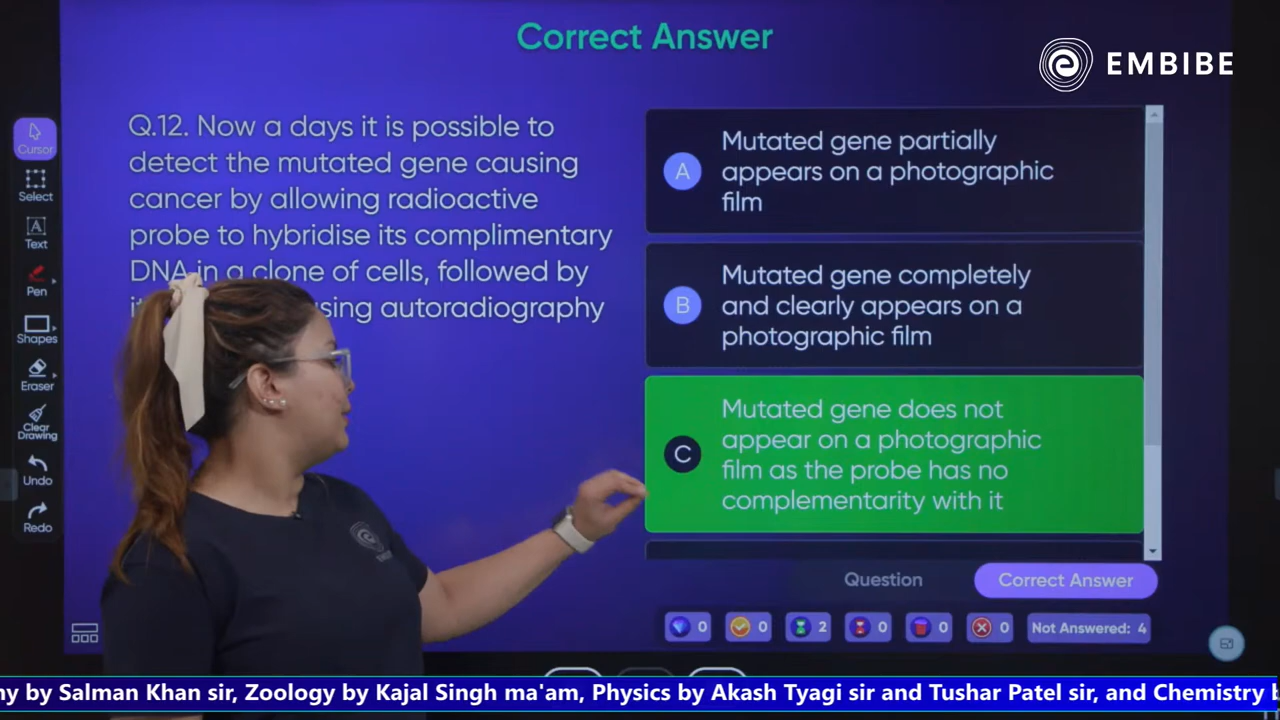 Correct Answer
EMBIBE
Q.12. Now a days it is possible to
detect the mutated gene causing
cancer by allowing radioactive
probe to hybridise its complimentary
DNA in a clone of cells, followed by
using autoradiography
A
Mutated gene partially
appears on a photographic
film
B
Mutated gene completely
and clearly appears on a
photographic film
C
Mutated gene does not
appear on a photographic
film as the probe has no
complementarity with it
Cursor
Select
Text
Pen
Shapes
Eraser
Clear
Drawing
Undo
Redo
Question
Correct Answer
0
0
2
0
0
0
Not Answered: 4
by Salman Khan sir, Zoology by Kajal Singh ma'am, Physics by Akash Tyagi sir and Tushar Patel sir, and Chemistry